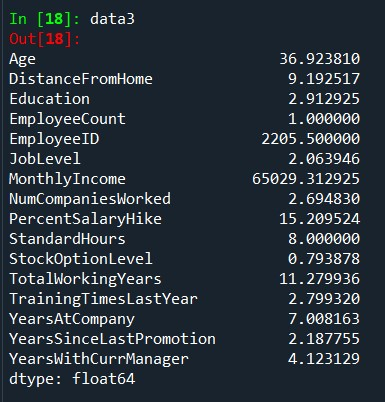 In [18]: data3
Out[18]:
Age 36.923810
DistanceFromHome 9.192517
Education 2.912925
EmployeeCount 1.000000
EmployeeID 2205.500000
JobLevel 2.063946
MonthlyIncome 65029.312925
NumCompaniesWorked 2.694830
PercentSalaryHike 15.209524
StandardHours 8.000000
StockOptionLevel 0.793878
TotalWorkingYears 11.279936
TrainingTimesLastYear 2.799320
YearsAtCompany 7.008163
YearsSinceLastPromotion 2.187755
YearsWithCurrManager 4.123129
dtype: float64